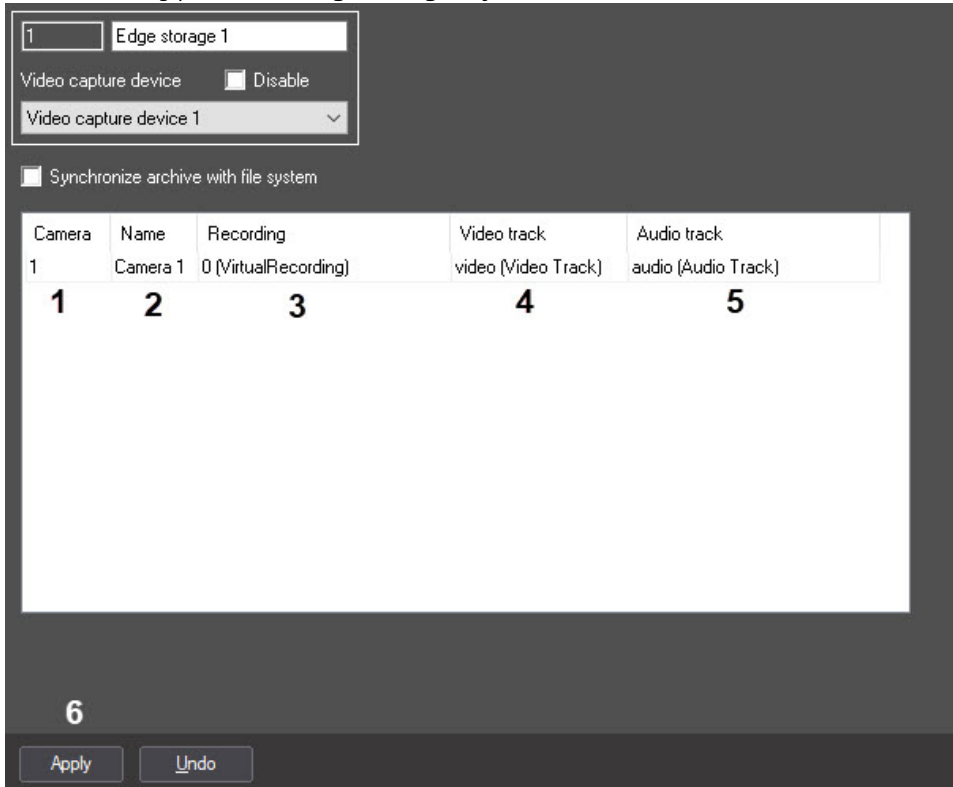 1 Edge storage 1
Video capture device Disable
Video capture device 1
Synchronize archive with file system
Camera Name Recording Video track Audio track
1 Camera 1 0 (VirtualRecording) video (Video Track) audio (Audio Track)
1 2 3 4 5
6
Apply Undo